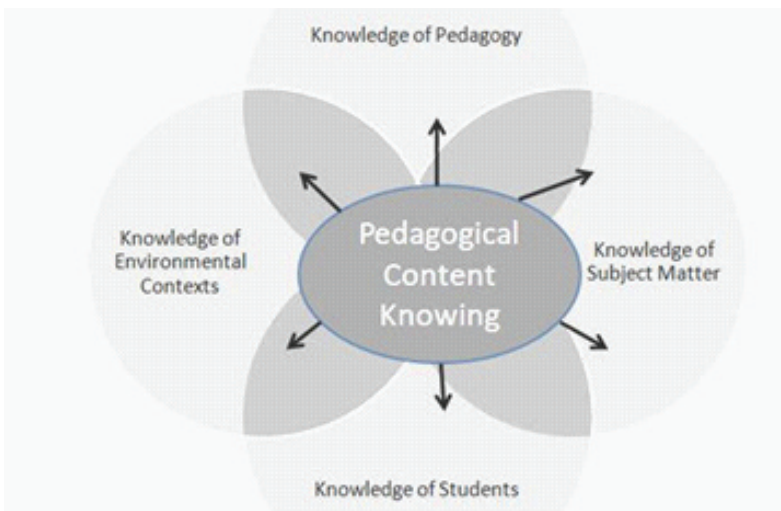 Knowledge of Pedagogy
Knowledge of
Environmental
Contexts
Pedagogical
Content
Knowing
Knowledge of
Subject Matter
Knowledge of Students